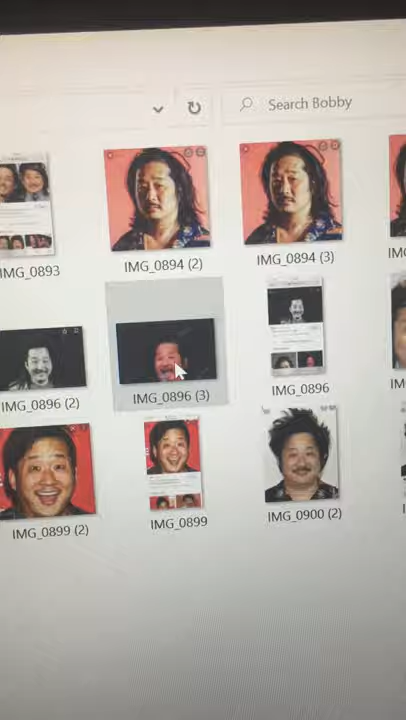 Search Bobby
IMG_0893
IMG_0894 (2)
IMG_0894 (3)
IMG_0896 (2)
IMG_0896 (3)
IMG_0896
IMG_0899 (2)
IMG_0899
IMG_0900 (2)